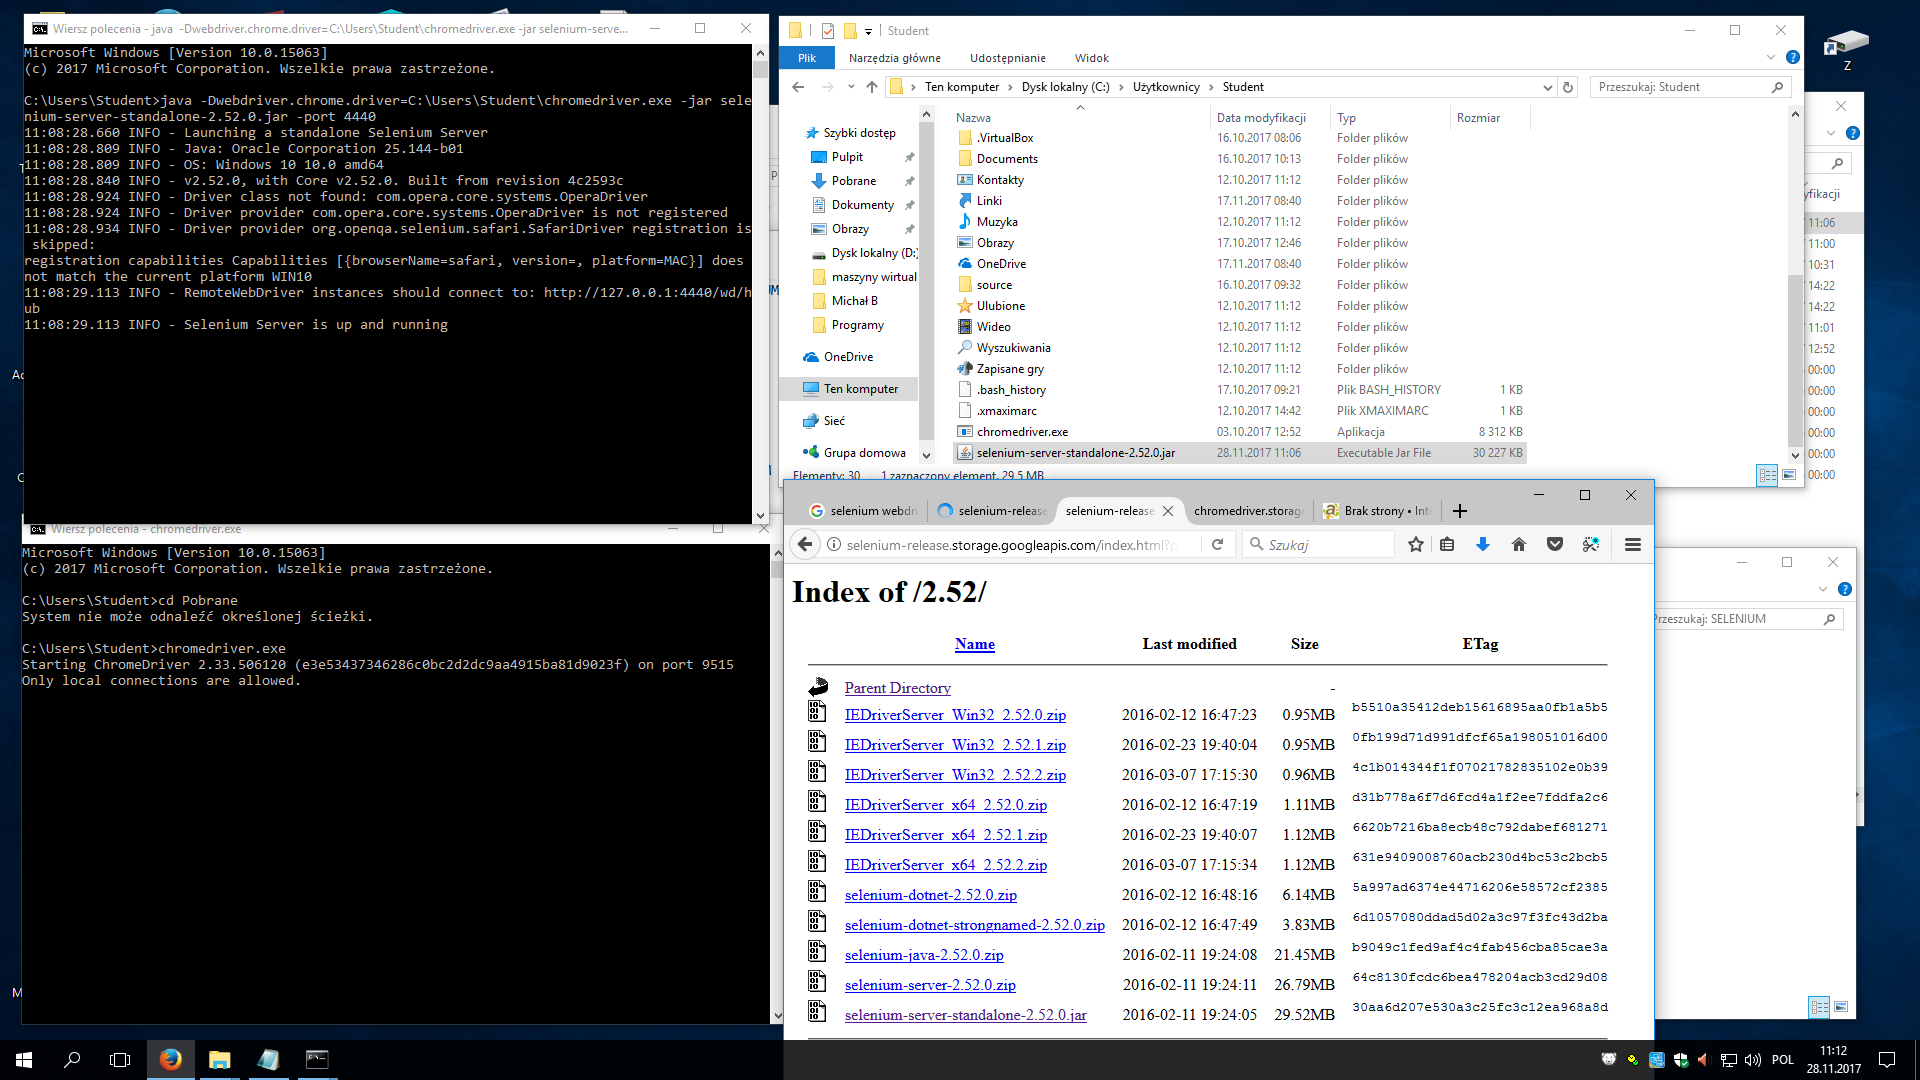 Wiersz polecenia - java  -Dwebdriver.chrome.driver=C:\Users\Student\chromedriver.exe -jar selenium-serve...
Microsoft Windows [Version 10.0.15063]
(c) 2017 Microsoft Corporation. Wszelkie prawa zastrzeżone.
C:\Users\Student>java -Dwebdriver.chrome.driver=C:\Users\Student\chromedriver.exe -jar sele
nium-server-standalone-2.52.0.jar -port 4440
11:08:28.660 INFO - Launching a standalone Selenium Server
11:08:28.809 INFO - Java: Oracle Corporation 25.144-b01
11:08:28.809 INFO - OS: Windows 10 10.0 amd64
11:08:28.840 INFO - v2.52.0, with Core v2.52.0. Built from revision 4c2593c
11:08:28.924 INFO - Driver class not found: com.opera.core.systems.OperaDriver
11:08:28.924 INFO - Driver provider com.opera.core.systems.OperaDriver is not registered
11:08:28.934 INFO - Driver provider org.openqa.selenium.safari.SafariDriver registration is
 skipped:
registration capabilities Capabilities [{browserName=safari, version=, platform=MAC}] does
not match the current platform WIN10
11:08:29.113 INFO - RemoteWebDriver instances should connect to: http://127.0.0.1:4440/wd/h
ub
11:08:29.113 INFO - Selenium Server is up and running
Wiersz polecenia - chromedriver.exe
Microsoft Windows [Version 10.0.15063]
(c) 2017 Microsoft Corporation. Wszelkie prawa zastrzeżone.
C:\Users\Student>cd Pobrane
System nie może odnaleźć określonej ścieżki.
C:\Users\Student>chromedriver.exe
Starting ChromeDriver 2.33.506120 (e3e53437346286c0bc2d2dc9aa4915ba81d9023f) on port 9515
Only local connections are allowed.
Student
Plik Narzędzia główne Udostępnianie Widok
Ten komputer Dysk lokalny (C:) Użytkownicy Student
Przeszukaj: Student
Szybki dostęp
Pulpit
Pobrane
Dokumenty
Obrazy
Dysk lokalny (D:)
maszyny wirtual
Michał B
Programy
OneDrive
Ten komputer
Sieć
Grupa domowa
Nazwa Data modyfikacji Typ Rozmiar
.VirtualBox 16.10.2017 08:06 Folder plików
Documents 16.10.2017 10:13 Folder plików
Kontakty 12.10.2017 11:12 Folder plików
Linki 17.11.2017 08:40 Folder plików
Muzyka 12.10.2017 11:12 Folder plików
Obrazy 17.10.2017 12:46 Folder plików
OneDrive 17.11.2017 08:40 Folder plików
source 16.10.2017 09:32 Folder plików
Ulubione 12.10.2017 11:12 Folder plików
Wideo 12.10.2017 11:12 Folder plików
Wyszukiwania 12.10.2017 11:12 Folder plików
Zapisane gry 12.10.2017 11:12 Folder plików
.bash_history 17.10.2017 09:21 Plik BASH_HISTORY 1 KB
.xmaximarc 12.10.2017 14:42 Plik XMAXIMARC 1 KB
chromedriver.exe 03.10.2017 12:52 Aplikacja 8 312 KB
selenium-server-standalone-2.52.0.jar 28.11.2017 11:06 Executable Jar File 30 227 KB
Elementy: 30 1 zaznaczony element, 29,5 MB
Z
yfikacji
11:06
11:00
10:31
14:22
14:22
11:01
12:52
00:00
00:00
00:00
00:00
00:00
Przeszukaj: SELENIUM
selenium webdri selenium-release selenium-release. chromedriver.storag Brak strony • Inte
selenium-release.storage.googleapis.com/index.html?p
Szukaj
Index of /2.52/
Name Last modified Size ETag
Parent Directory -
IEDriverServer_Win32_2.52.0.zip 2016-02-12 16:47:23 0.95MB b5510a35412deb15616895aa0fb1a5b5
IEDriverServer_Win32_2.52.1.zip 2016-02-23 19:40:04 0.95MB 0fb199d71d991dfcf65a198051016d00
IEDriverServer_Win32_2.52.2.zip 2016-03-07 17:15:30 0.96MB 4c1b014344f1f07021782835102e0b39
IEDriverServer_x64_2.52.0.zip 2016-02-12 16:47:19 1.11MB d31b778a6f7d6fcd4a1f2ee7fddfa2c6
IEDriverServer_x64_2.52.1.zip 2016-02-23 19:40:07 1.12MB 6620b7216ba8ecb48c792dabef681271
IEDriverServer_x64_2.52.2.zip 2016-03-07 17:15:34 1.12MB 631e9409008760acb230d4bc53c2bcb5
selenium-dotnet-2.52.0.zip 2016-02-12 16:48:16 6.14MB 5a997ad6374e44716206e58572cf2385
selenium-dotnet-strongnamed-2.52.0.zip 2016-02-12 16:47:49 3.83MB 6d1057080ddad5d02a3c97f3fc43d2ba
selenium-java-2.52.0.zip 2016-02-11 19:24:08 21.45MB b9049c1fed9af4c4fab456cba85cae3a
selenium-server-2.52.0.zip 2016-02-11 19:24:11 26.79MB 64c8130fcdc6bea478204acb3cd29d08
selenium-server-standalone-2.52.0.jar 2016-02-11 19:24:05 29.52MB 30aa6d207e530a3c25fc3c12ea968a8d
POL
11:12
28.11.2017